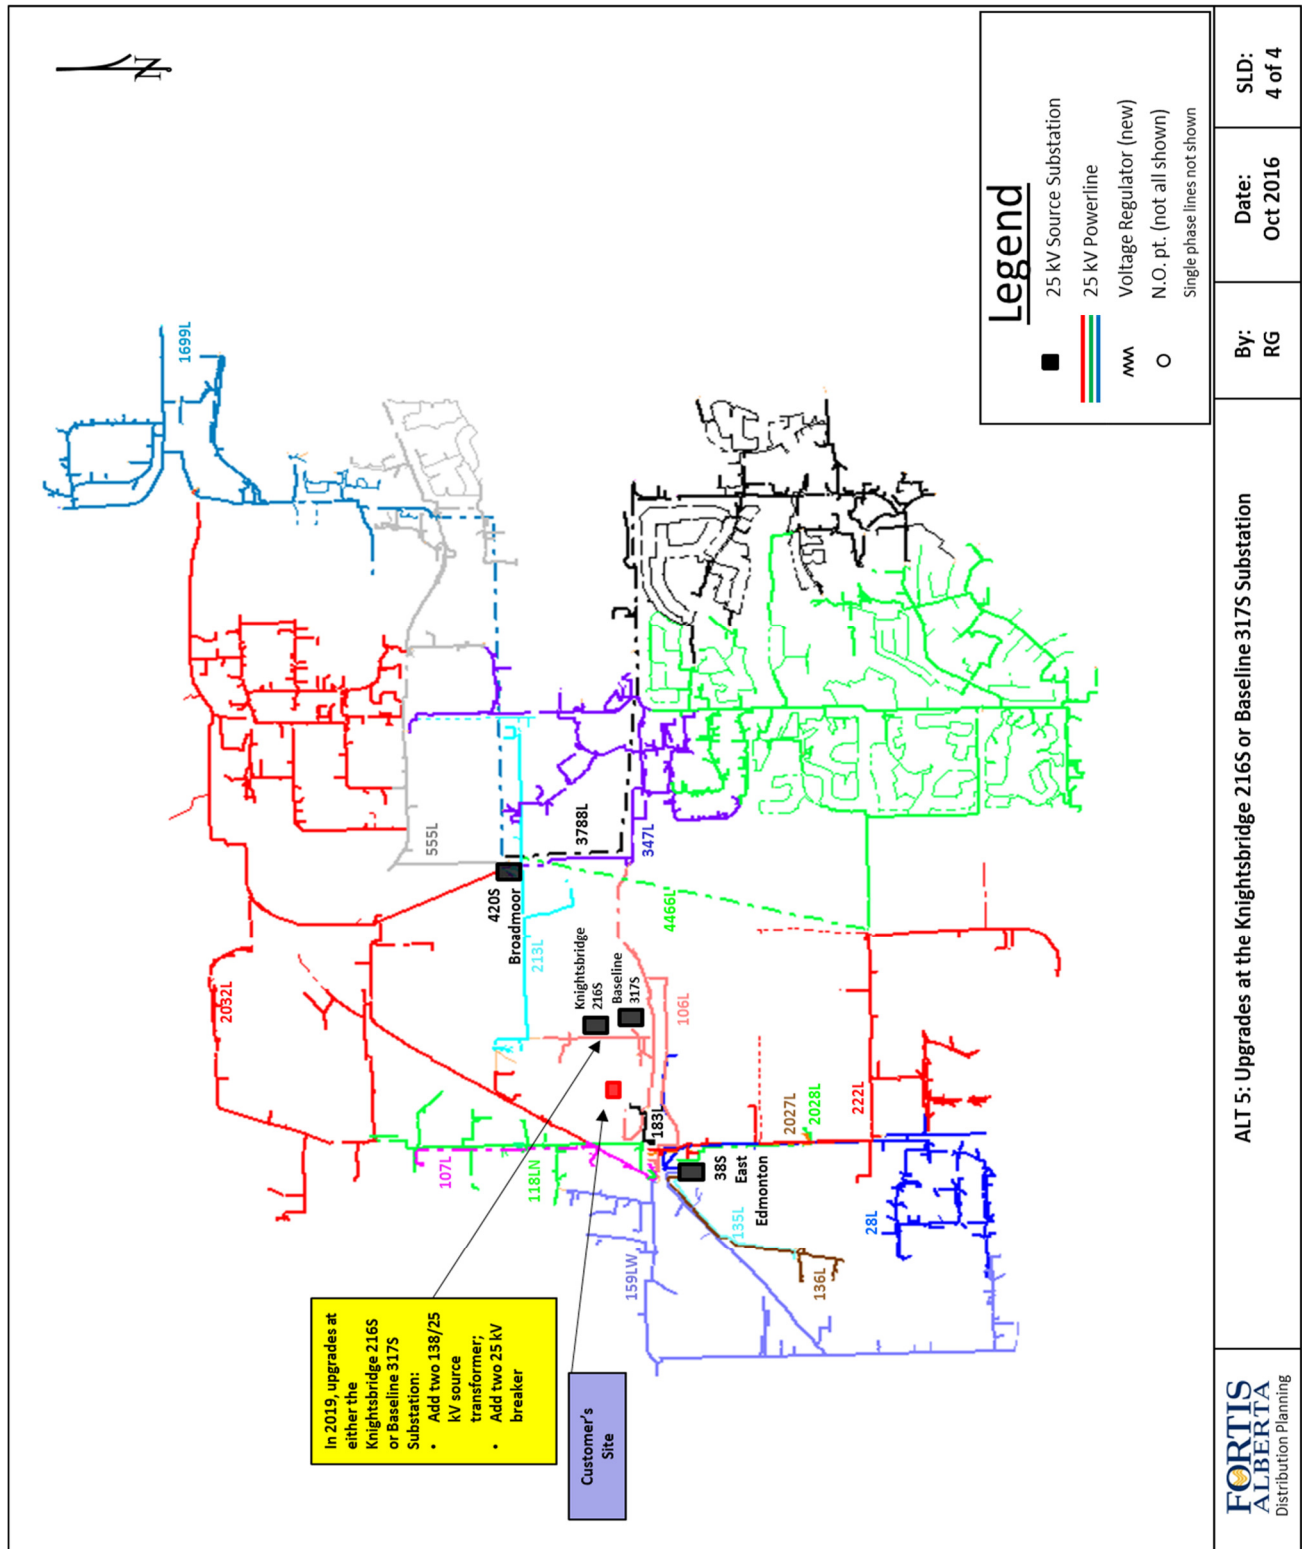 N
1699L
555L
2032L
420S
Broadmoor
213L
3788L
347L
4466L
Knightsbridge
216S
Baseline
317S
106L
107L
118LN
183L
159LW
38S
East
Edmonton
135L
136L
2027L
2028L
222L
28L
In 2019, upgrades at
either the
Knightsbridge 216S
or Baseline 317S
Substation:
• Add two 138/25
kV source
transformer;
• Add two 25 kV
breaker
Customer's
Site
Legend
25 kV Source Substation
25 kV Powerline
Voltage Regulator (new)
N.O. pt. (not all shown)
Single phase lines not shown
FORTIS
ALBERTA
Distribution Planning
ALT 5: Upgrades at the Knightsbridge 216S or Baseline 317S Substation
By:
RG
Date:
Oct 2016
SLD:
4 of 4